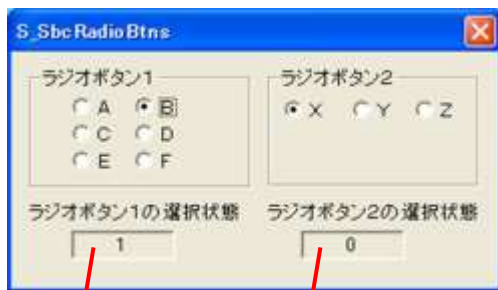 S_SbcRadioBtns
ラジオボタン1
ラジオボタン2
A B
X Y Z
C D
E F
ラジオボタン1の選択状態
ラジオボタン2の選択状態
1
0